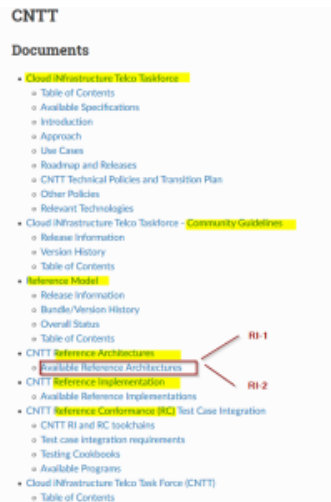 CNTT
Documents
Cloud iNfrastructure Telco Taskforce
Table of Contents
Available Specifications
Introduction
Approach
Use Cases
Roadmap and Releases
CNTT Technical Policies and Transition Plan
Other Policies
Relevant Technologies
Cloud iNfrastructure Telco Taskforce - Community Guidelines
Release Information
Version History
Table of Contents
Reference Model
Release Information
Bundle/Version History
Overall Status
Table of Contents
CNTT Reference Architectures
RI-1
Available Reference Architectures
CNTT Reference Implementation
RI-2
Available Reference Implementations
CNTT Reference Conformance (RC) Test Case Integration
CNTT RI and RC toolchains
Test case integration requirements
Testing Cookbooks
Available Programs
Cloud iNfrastructure Telco Task Force (CNTT)
Table of Contents